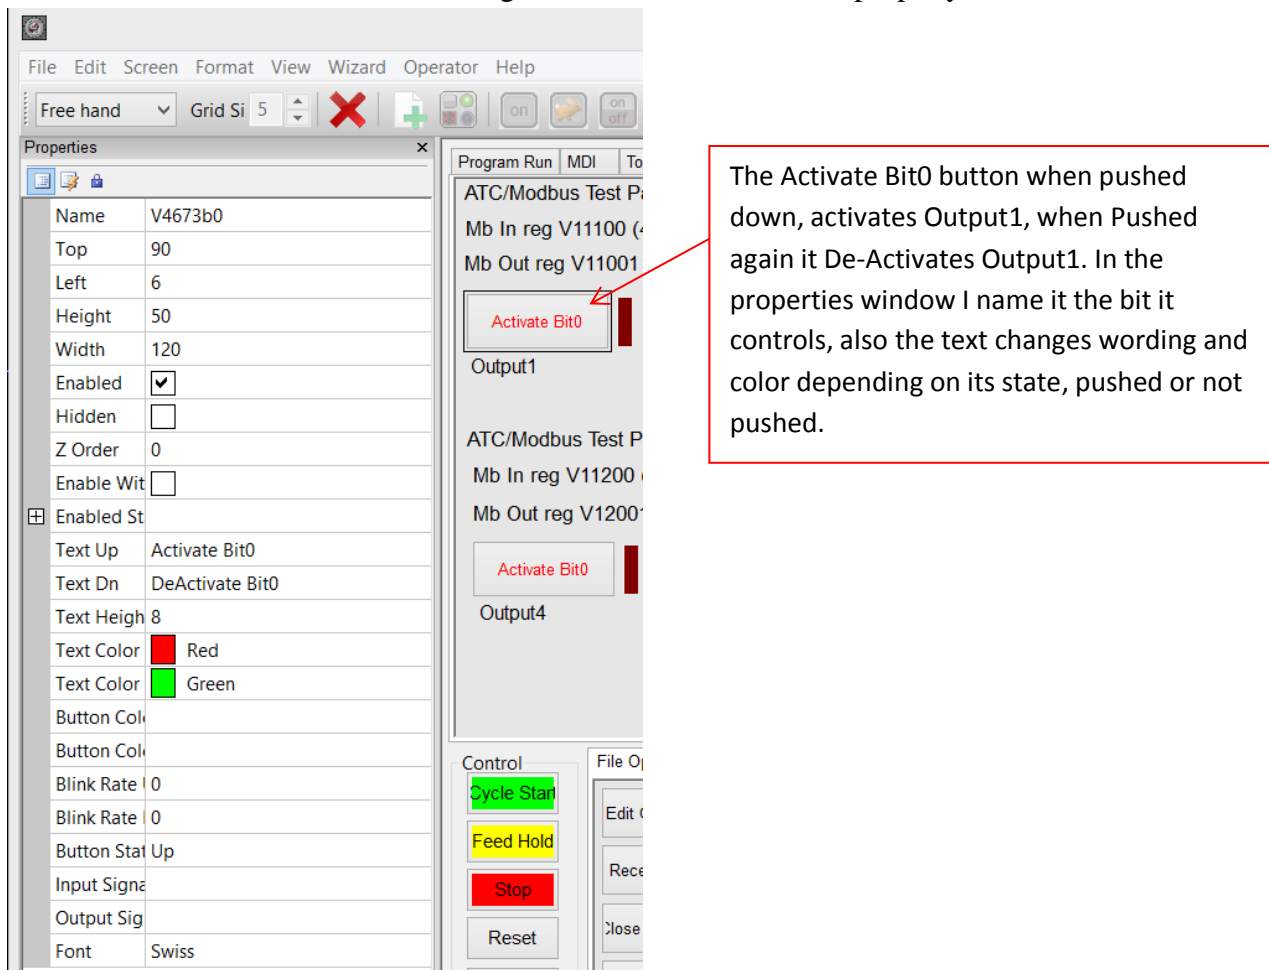 File Edit Screen Format View Wizard Operator Help
Free hand Grid Si 5 on on off
Properties
Name V4673b0
Top 90
Left 6
Height 50
Width 120
Enabled
Hidden
Z Order 0
Enable Wit
Enabled St
Text Up Activate Bit0
Text Dn DeActivate Bit0
Text Heigh 8
Text Color Red
Text Color Green
Button Col
Button Col
Blink Rate 0
Blink Rate 0
Button Stat Up
Input Signa
Output Sig
Font Swiss
Program Run MDI To
ATC/Modbus Test P
Mb In reg V11100 (4
Mb Out reg V11001
Activate Bit0
Output1
ATC/Modbus Test P
Mb In reg V11200
Mb Out reg V12001
Activate Bit0
Output4
Control
Cycle Start
Feed Hold
Stop
Reset
File Op
Edit
Rece
Close
The Activate Bit0 button when pushed
down, activates Output1, when Pushed
again it De-Activates Output1. In the
properties window I name it the bit it
controls, also the text changes wording and
color depending on its state, pushed or not
pushed.